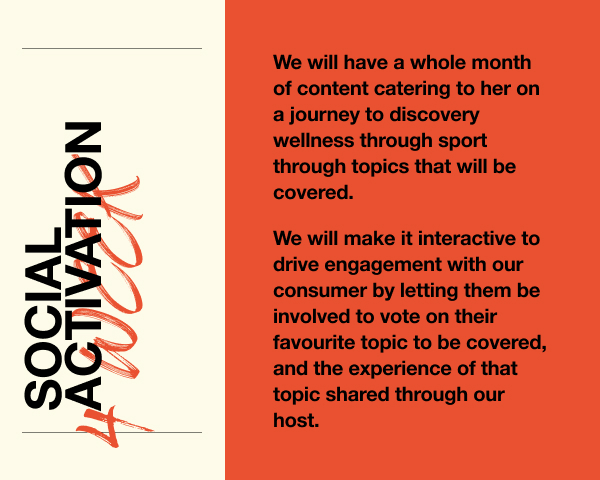 SOCIAL
ACTIVATION
4 WEEK
We will have a whole month
of content catering to her on
a journey to discovery
wellness through sport
through topics that will be
covered.
We will make it interactive to
drive engagement with our
consumer by letting them be
involved to vote on their
favourite topic to be covered,
and the experience of that
topic shared through our
host.